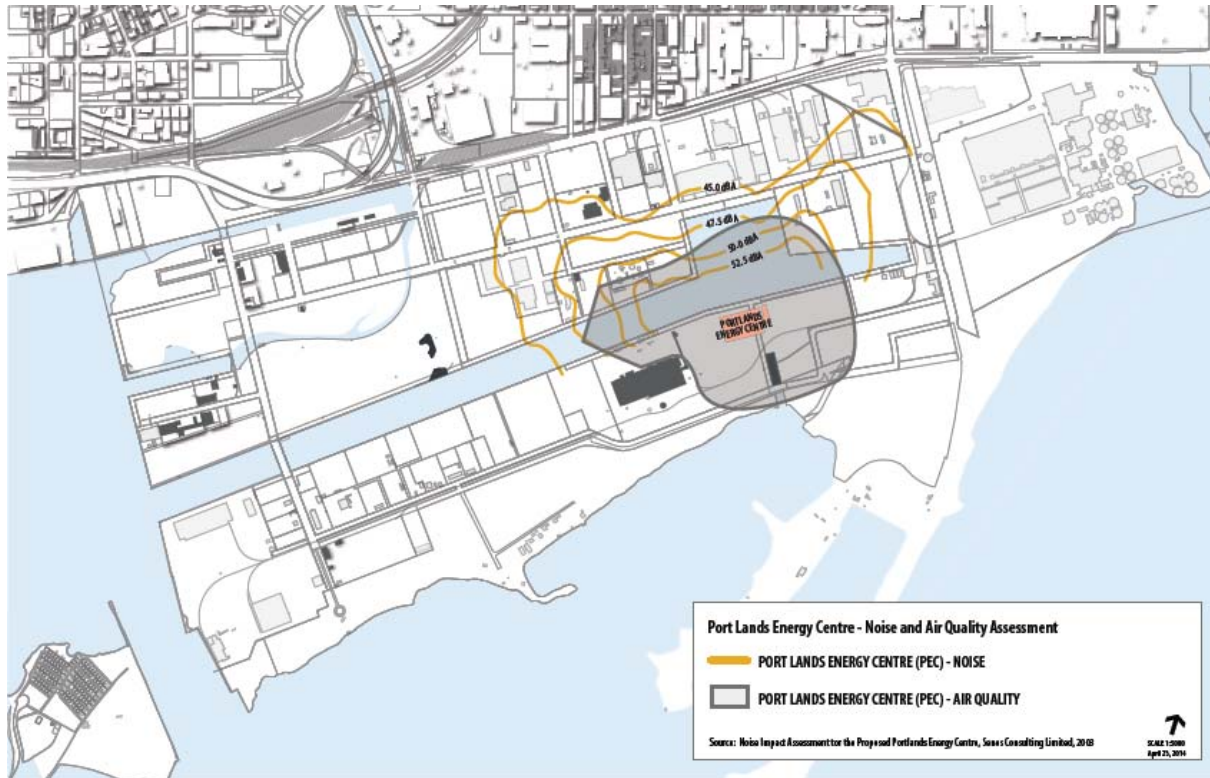 45.0 dBA
47.5 dBA
50.0 dBA
52.5 dBA
PORTLANDS
ENERGY CENTRE
Port Lands Energy Centre - Noise and Air Quality Assessment
PORT LANDS ENERGY CENTRE (PEC) - NOISE
PORT LANDS ENERGY CENTRE (PEC) - AIR QUALITY
Source: Noise Impact Assessment for the Proposed Portlands Energy Centre, Senes Consulting Limited, 2003
SCALE 1:5000
April 25, 2014